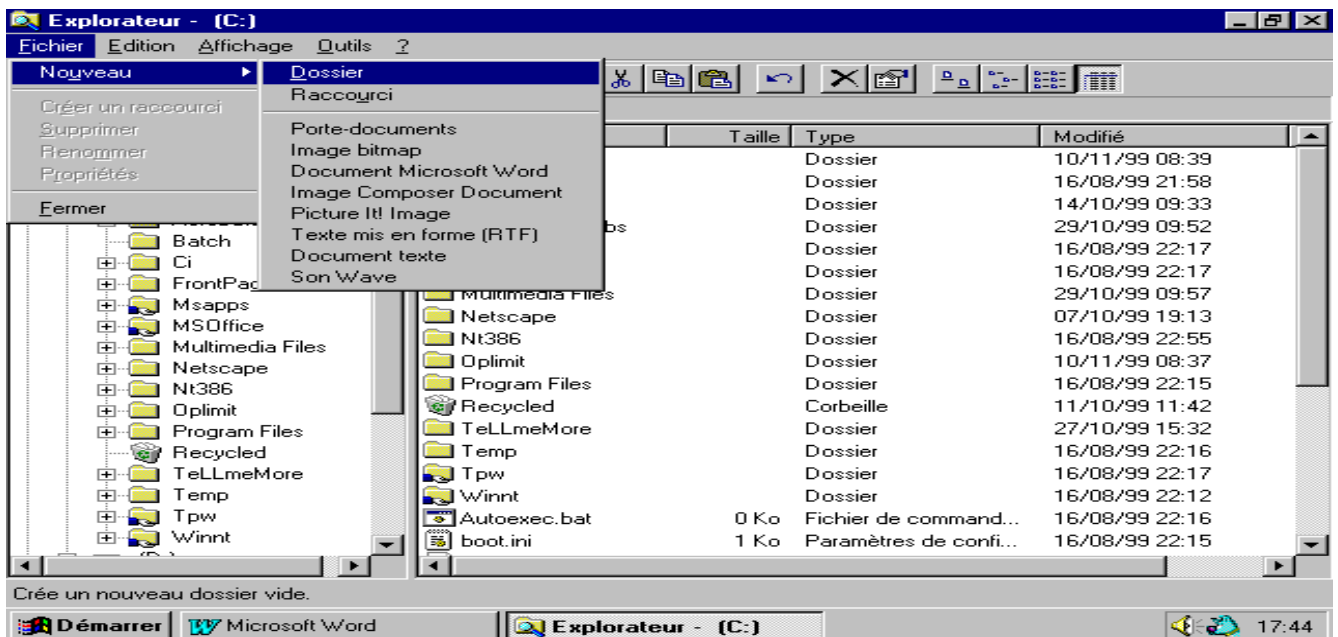 Explorateur - (C:)
Fichier Edition Affichage Outils ?
Nouveau
Créer un raccourci
Supprimer
Renommer
Propriétés
Fermer
Dossier
Raccourci
Porte-documents
Image bitmap
Document Microsoft Word
Image Composer Document
Picture It! Image
Texte mis en forme (RTF)
Document texte
Son Wave
Batch
Ci
FrontPag
Msapps
MSOffice
Multimedia Files
Netscape
Nt386
Oplimit
Program Files
Recycled
TeLLmeMore
Temp
Tpw
Winnt
Taille Type Modifié
Dossier 10/11/99 08:39
Dossier 16/08/99 21:58
Dossier 14/10/99 09:33
bs Dossier 29/10/99 09:52
Dossier 16/08/99 22:17
Dossier 16/08/99 22:17
Multimedia Files Dossier 29/10/99 09:57
Netscape Dossier 07/10/99 19:13
Nt386 Dossier 16/08/99 22:55
Oplimit Dossier 10/11/99 08:37
Program Files Dossier 16/08/99 22:15
Recycled Corbeille 11/10/99 11:42
TeLLmeMore Dossier 27/10/99 15:32
Temp Dossier 16/08/99 22:16
Tpw Dossier 16/08/99 22:17
Winnt Dossier 16/08/99 22:12
Autoexec.bat 0 Ko Fichier de command... 16/08/99 22:16
boot.ini 1 Ko Paramètres de confi... 16/08/99 22:15
Crée un nouveau dossier vide.
Démarrer Microsoft Word Explorateur - (C:) 17:44